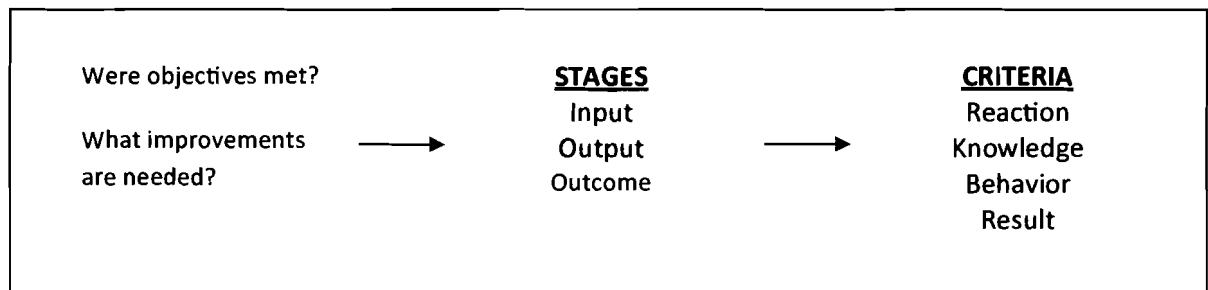 Were objectives met?
What improvements
are needed?
STAGES
Input
Output
Outcome
CRITERIA
Reaction
Knowledge
Behavior
Result